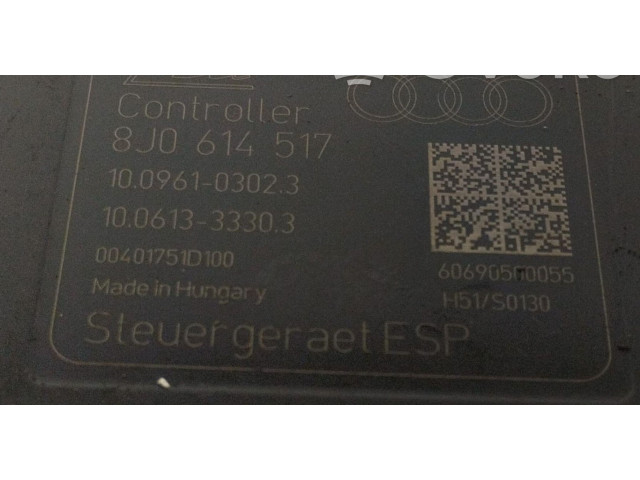 Controller
8J0 614 517
10.0961-0302.3
10.0613-3330.3
00401751D100
Made in Hungary
60690500055
H51/S0130
Steuergeraet ESP